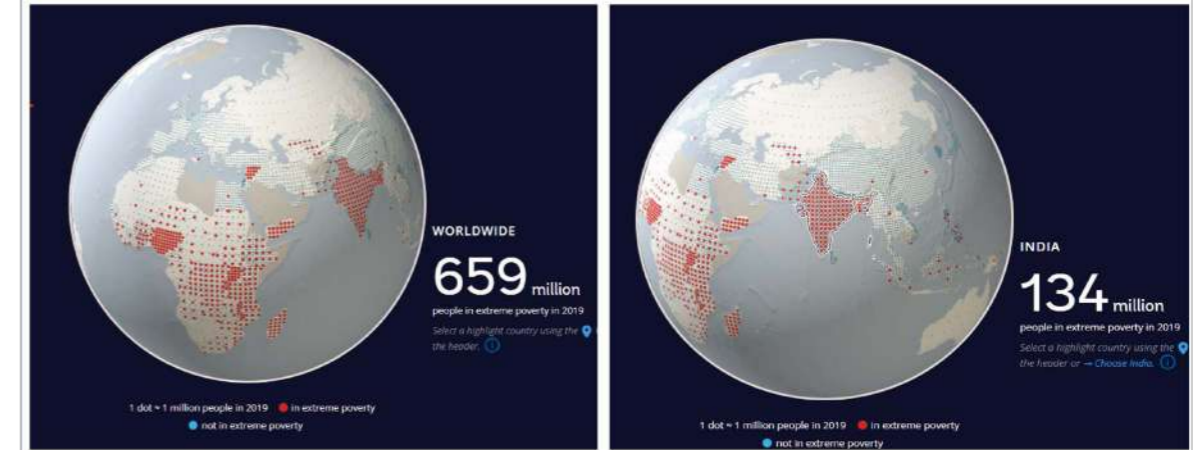 WORLDWIDE
659 million
people in extreme poverty in 2019
Select a highlight country using the
the header.
1 dot ~ 1 million people in 2019 in extreme poverty
not in extreme poverty
INDIA
134 million
people in extreme poverty in 2019
Select a highlight country using the
the header or → Choose India.
1 dot ~ 1 million people in 2019 in extreme poverty
not in extreme poverty